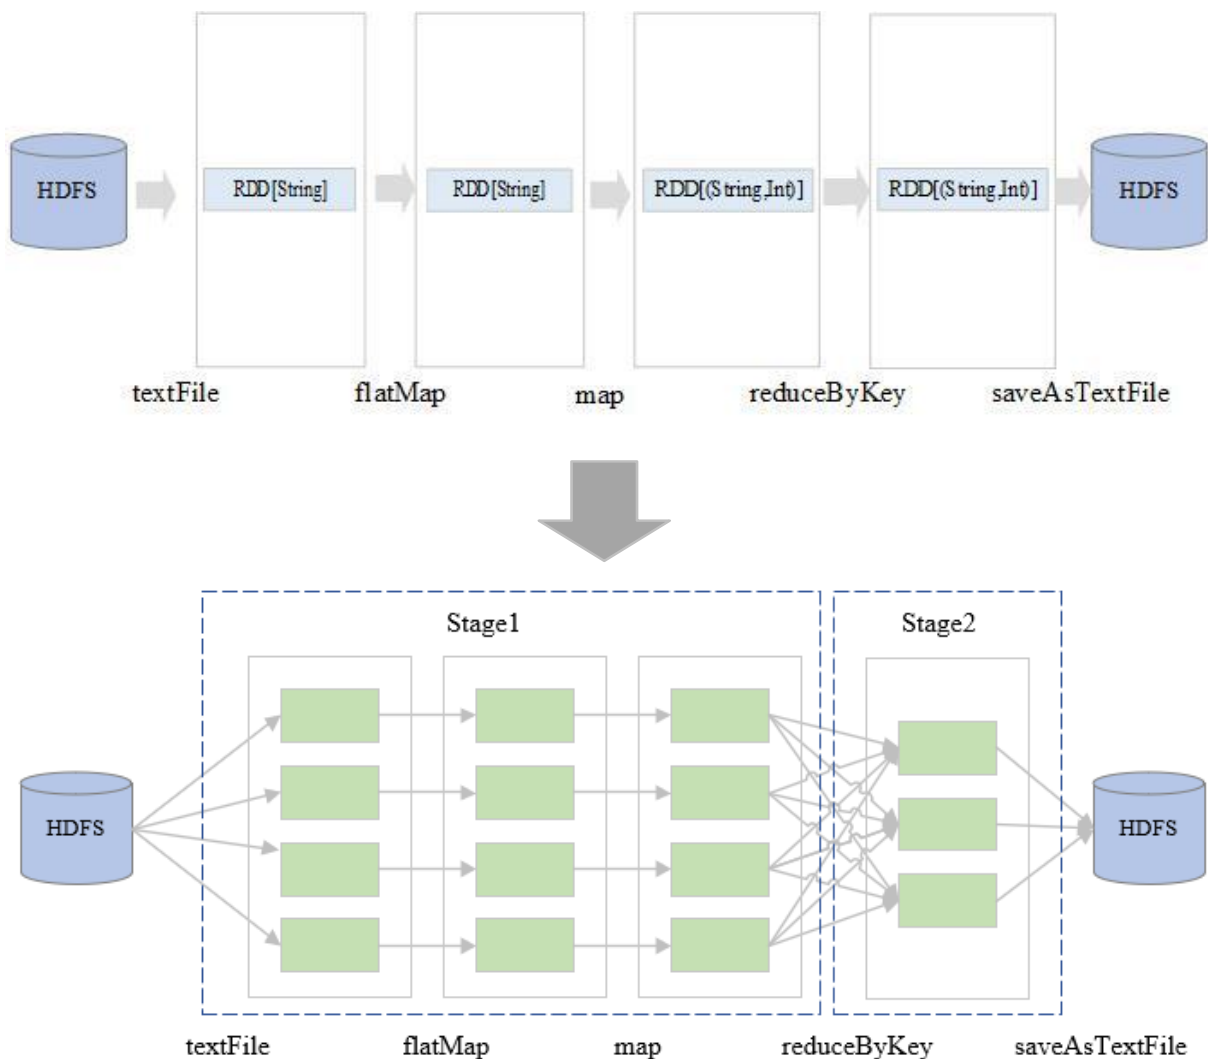 HDFS
RDD[String]
RDD[String]
RDD[(String,Int)]
RDD[(String,Int)]
HDFS
textFile
flatMap
map
reduceByKey
saveAsTextFile
Stage1
Stage2
HDFS
HDFS
textFile
flatMap
map
reduceByKey
saveAsTextFile